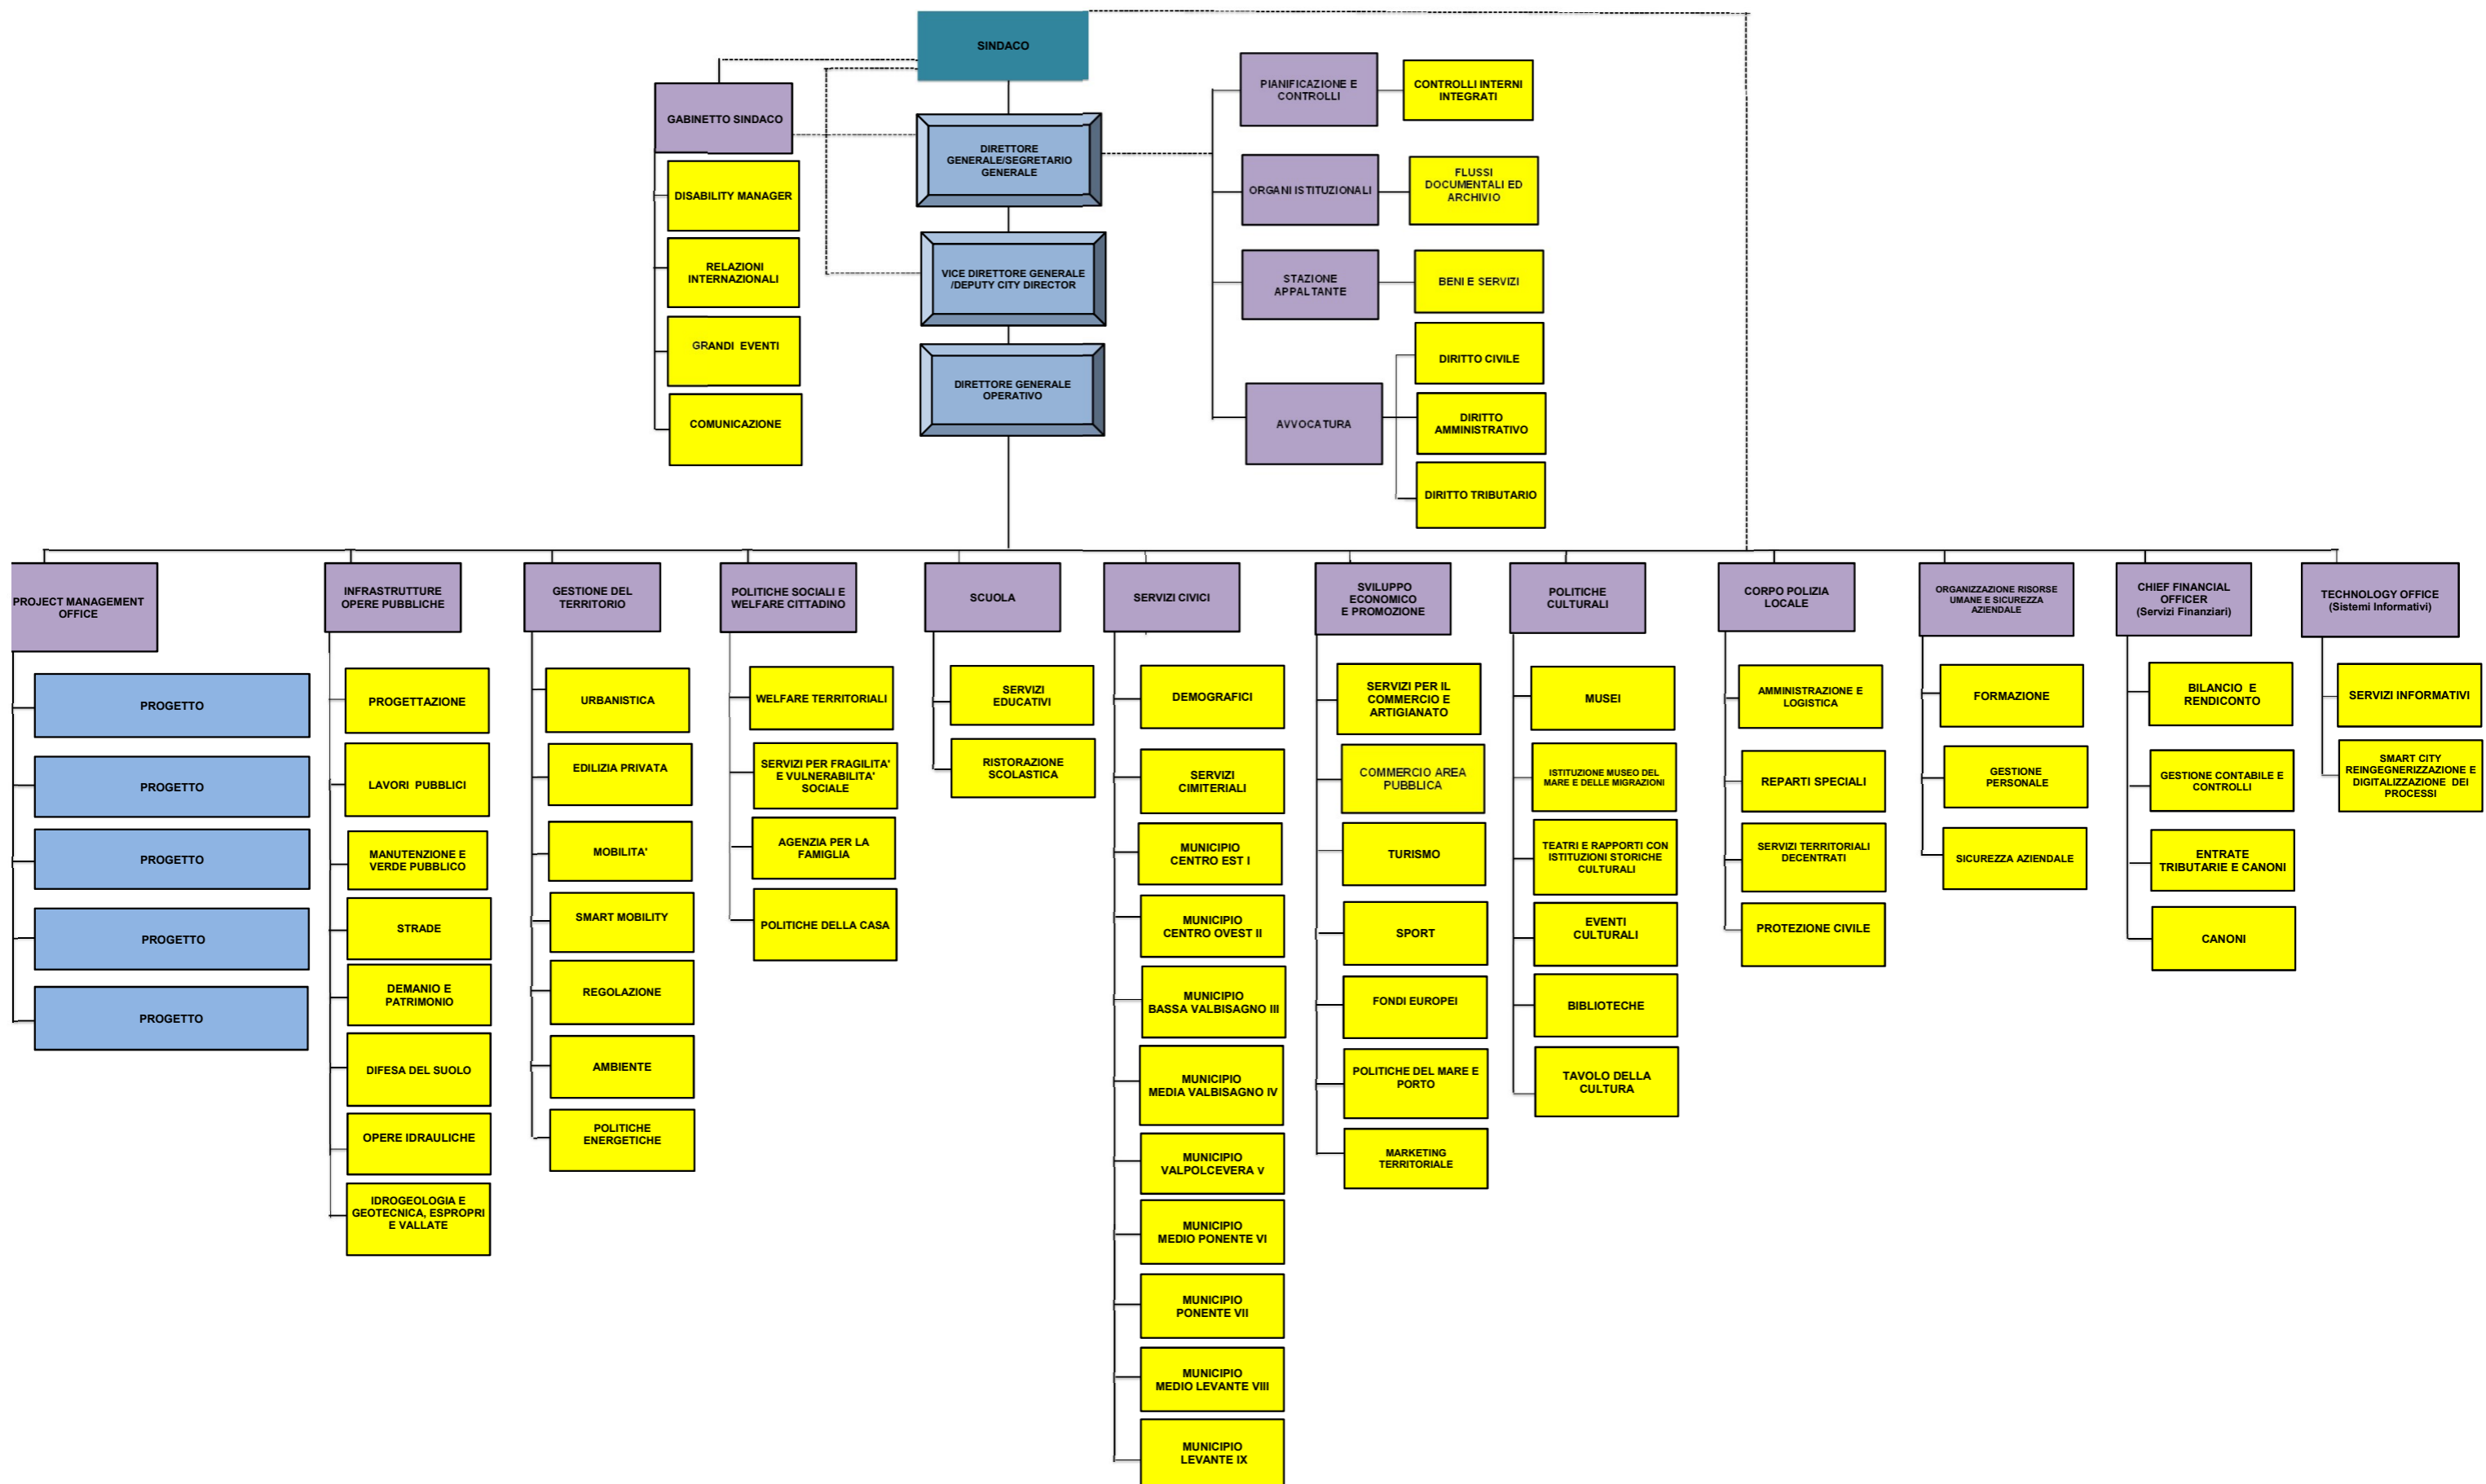 SINDACO
GABINETTO SINDACO
DISABILITY MANAGER
RELAZIONI
INTERNAZIONALI
GRANDI EVENTI
COMUNICAZIONE
DIRETTORE
GENERALE/SEGRETARIO
GENERALE
VICE DIRETTORE GENERALE
/DEPUTY CITY DIRECTOR
DIRETTORE GENERALE
OPERATIVO
PIANIFICAZIONE E
CONTROLLI
CONTROLLI INTERNI
INTEGRATI
ORGANI ISTITUZIONALI
FLUSSI
DOCUMENTALI ED
ARCHIVIO
STAZIONE
APPALTANTE
BENI E SERVIZI
AVVOCATURA
DIRITTO CIVILE
DIRITTO
AMMINISTRATIVO
DIRITTO TRIBUTARIO
PROJECT MANAGEMENT
OFFICE
PROGETTO
PROGETTO
PROGETTO
PROGETTO
PROGETTO
INFRASTRUTTURE
OPERE PUBBLICHE
PROGETTAZIONE
LAVORI PUBBLICI
MANUTENZIONE E
VERDE PUBBLICO
STRADE
DEMANIO E
PATRIMONIO
DIFESA DEL SUOLO
OPERE IDRAULICHE
IDROGEOLOGIA E
GEOTECNICA, ESPROPRI
E VALLATE
GESTIONE DEL
TERRITORIO
URBANISTICA
EDILIZIA PRIVATA
MOBILITA'
SMART MOBILITY
REGOLAZIONE
AMBIENTE
POLITICHE
ENERGETICHE
POLITICHE SOCIALI E
WELFARE CITTADINO
WELFARE TERRITORIALI
SERVIZI PER FRAGILITA'
E VULNERABILITA'
SOCIALE
AGENZIA PER LA
FAMIGLIA
POLITICHE DELLA CASA
SCUOLA
SERVIZI
EDUCATIVI
RISTORAZIONE
SCOLASTICA
SERVIZI CIVICI
DEMOGRAFICI
SERVIZI
CIMITERIALI
MUNICIPIO
CENTRO EST I
MUNICIPIO
CENTRO OVEST II
MUNICIPIO
BASSA VALBISAGNO III
MUNICIPIO
MEDIA VALBISAGNO IV
MUNICIPIO
VALPOLCEVERA V
MUNICIPIO
MEDIO PONENTE VI
MUNICIPIO
PONENTE VII
MUNICIPIO
MEDIO LEVANTE VIII
MUNICIPIO
LEVANTE IX
SVILUPPO
ECONOMICO
E PROMOZIONE
SERVIZI PER IL
COMMERCIO E
ARTIGIANATO
COMMERCIO AREA
PUBBLICA
TURISMO
SPORT
FONDI EUROPEI
POLITICHE DEL MARE E
PORTO
MARKETING
TERRITORIALE
POLITICHE
CULTURALI
MUSEI
ISTITUZIONE MUSEO DEL
MARE E DELLE MIGRAZIONI
TEATRI E RAPPORTI CON
ISTITUZIONI STORICHE
CULTURALI
EVENTI
CULTURALI
BIBLIOTECHE
TAVOLO DELLA
CULTURA
CORPO POLIZIA
LOCALE
AMMINISTRAZIONE E
LOGISTICA
REPARTI SPECIALI
SERVIZI TERRITORIALI
DECENTRATI
PROTEZIONE CIVILE
ORGANIZZAZIONE RISORSE
UMANE E SICUREZZA
AZIENDALE
FORMAZIONE
GESTIONE
PERSONALE
SICUREZZA AZIENDALE
CHIEF FINANCIAL
OFFICER
(Servizi Finanziari)
BILANCIO E
RENDICONTO
GESTIONE CONTABILE E
CONTROLLI
ENTRATE
TRIBUTARIE E CANONI
CANONI
TECHNOLOGY OFFICE
(Sistemi Informativi)
SERVIZI INFORMATIVI
SMART CITY
REINGEGNERIZZAZIONE E
DIGITALIZZAZIONE DEI
PROCESSI